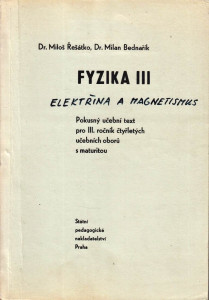 Dr. Miloš Řešátko, Dr. Milan Bednařík
FYZIKA III
ELEKTŘINA A MAGNETISMUS
Pokusný učební text
pro III. ročník čtyřletých
učebních oborů
s maturitou
Státní
pedagogické
nakladatelství
Praha